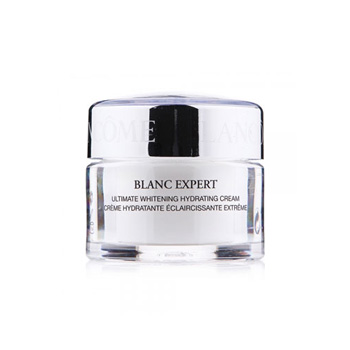 BLANC EXPERT
ULTIMATE WHITENING HYDRATING CREAM
CRÈME HYDRATANTE ÉCLAIRCISSANTE EXTRÊME